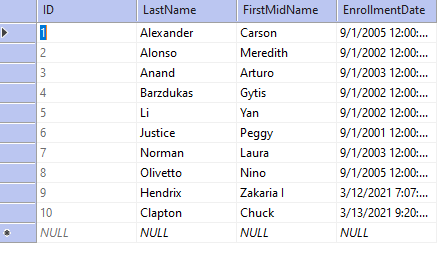 ID LastName FirstMidName EnrollmentDate
1 Alexander Carson 9/1/2005 12:00:...
2 Alonso Meredith 9/1/2002 12:00:...
3 Anand Arturo 9/1/2003 12:00:...
4 Barzdukas Gytis 9/1/2002 12:00:...
5 Li Yan 9/1/2002 12:00:...
6 Justice Peggy 9/1/2001 12:00:...
7 Norman Laura 9/1/2003 12:00:...
8 Olivetto Nino 9/1/2005 12:00:...
9 Hendrix Zakaria I 3/12/2021 7:07:...
10 Clapton Chuck 3/13/2021 9:20:...
NULL NULL NULL NULL